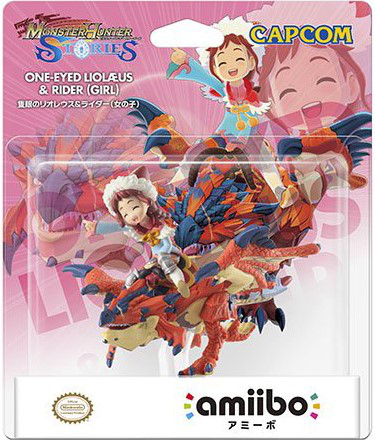 MONSTER HUNTER
STORIES
CAPCOM
ONE-EYED LIOLÆUS
& RIDER (GIRL)
隻眼のリオレウス&ライダー(女の子)
Nintendo
amiibo
アミーボ